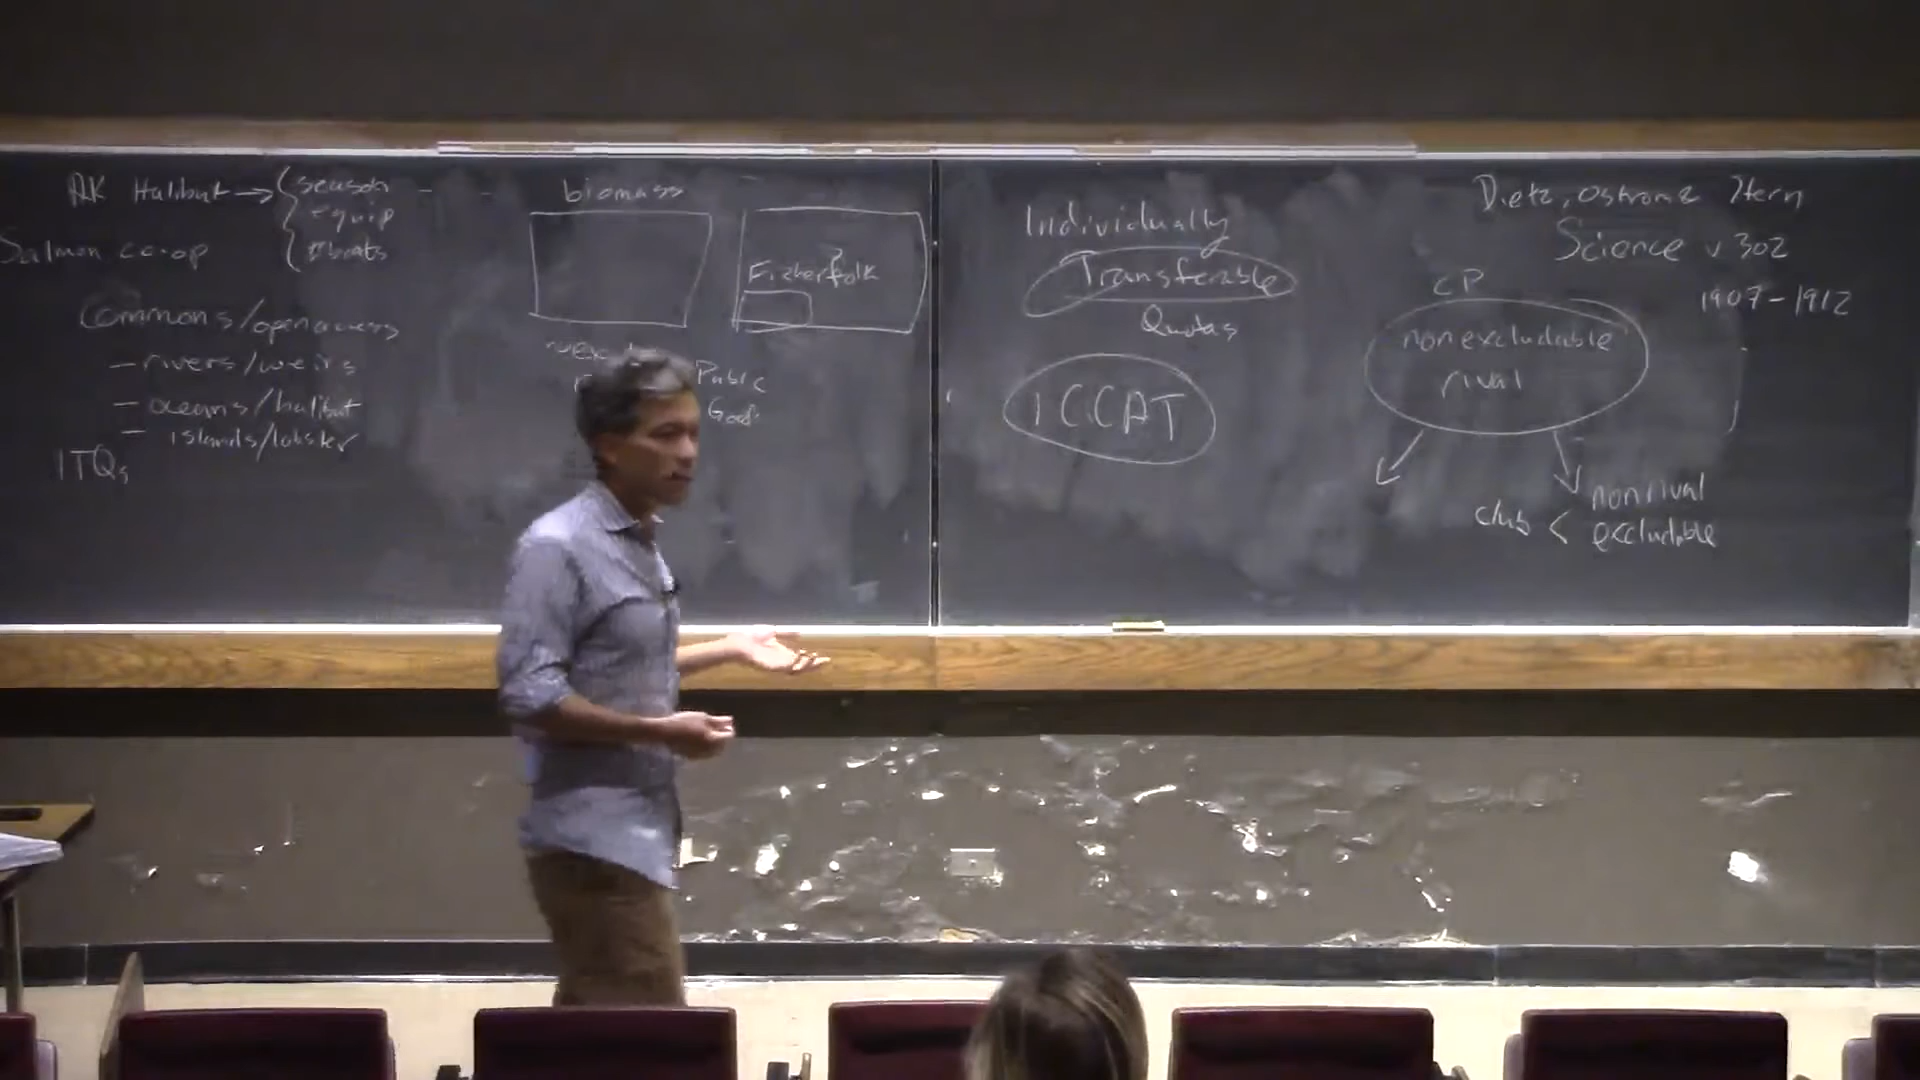 AK Halibut → season
equip
# boats
Salmon co-op
Commons/open access
- rivers/weirs
- oceans/halibut
- islands/lobster
ITQs
biomass
Fisherfolk
?
Public
Good
Individually
Transferable
Quotas
ICCAT
Dietz, Ostrom & Stern
Science v 302
1907-1912
CP
nonexcludable
rival
club < nonrival
excludable